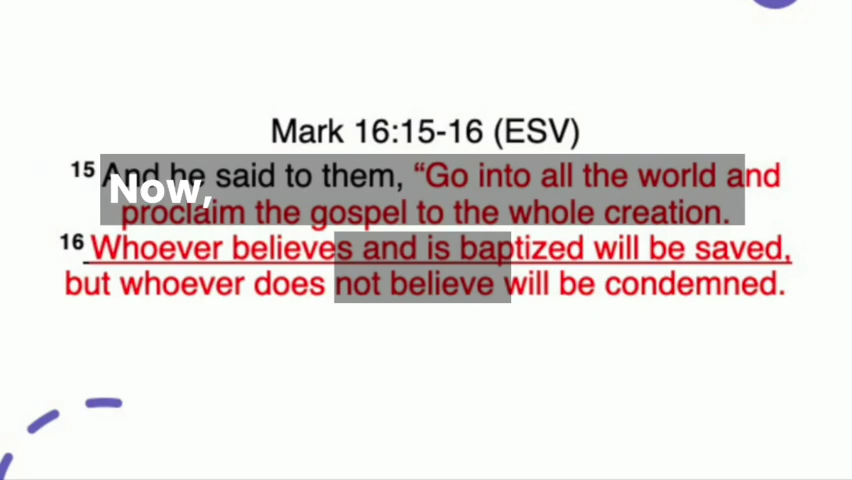 Mark 16:15-16 (ESV)
15 And he said to them, “Go into all the world and
Now,
proclaim the gospel to the whole creation.
16 Whoever believes and is baptized will be saved,
but whoever does not believe will be condemned.